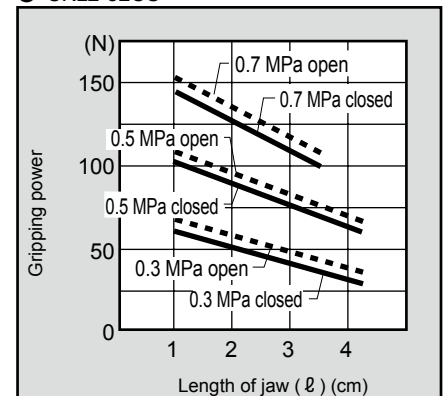 (N)
150
100
50
0
Gripping power
0.7 MPa open
0.7 MPa closed
0.5 MPa open
0.5 MPa closed
0.3 MPa open
0.3 MPa closed
1 2 3 4
Length of jaw ( ℓ ) (cm)